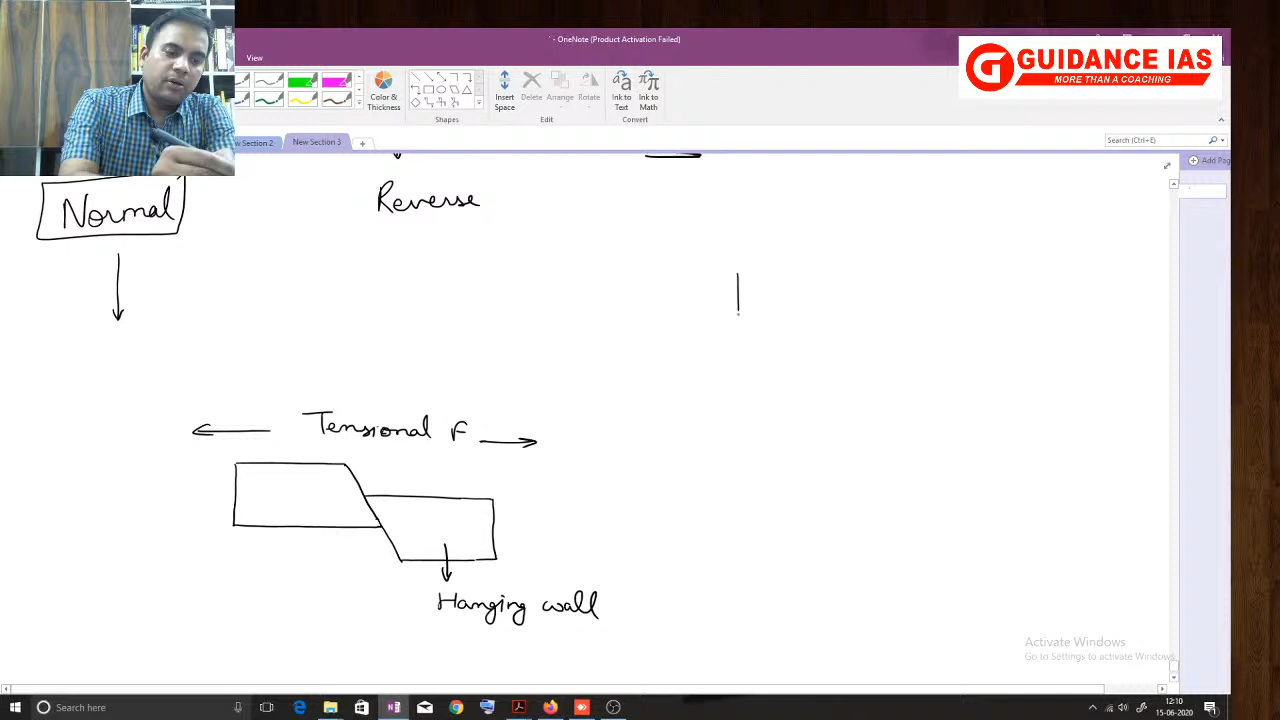 - OneNote (Product Activation Failed)
GUIDANCE IAS
MORE THAN A COACHING
View
Color & Thickness
Shapes
Insert Space
Delete
Arrange
Rotate
Edit
Ink to Text
Ink to Math
Convert
Section 2
New Section 3
Search (Ctrl+E)
Add Pag
Normal
Reverse
Tensional F
Hanging wall
Activate Windows
Go to Settings to activate Windows
Search here
12:10
15-06-2020